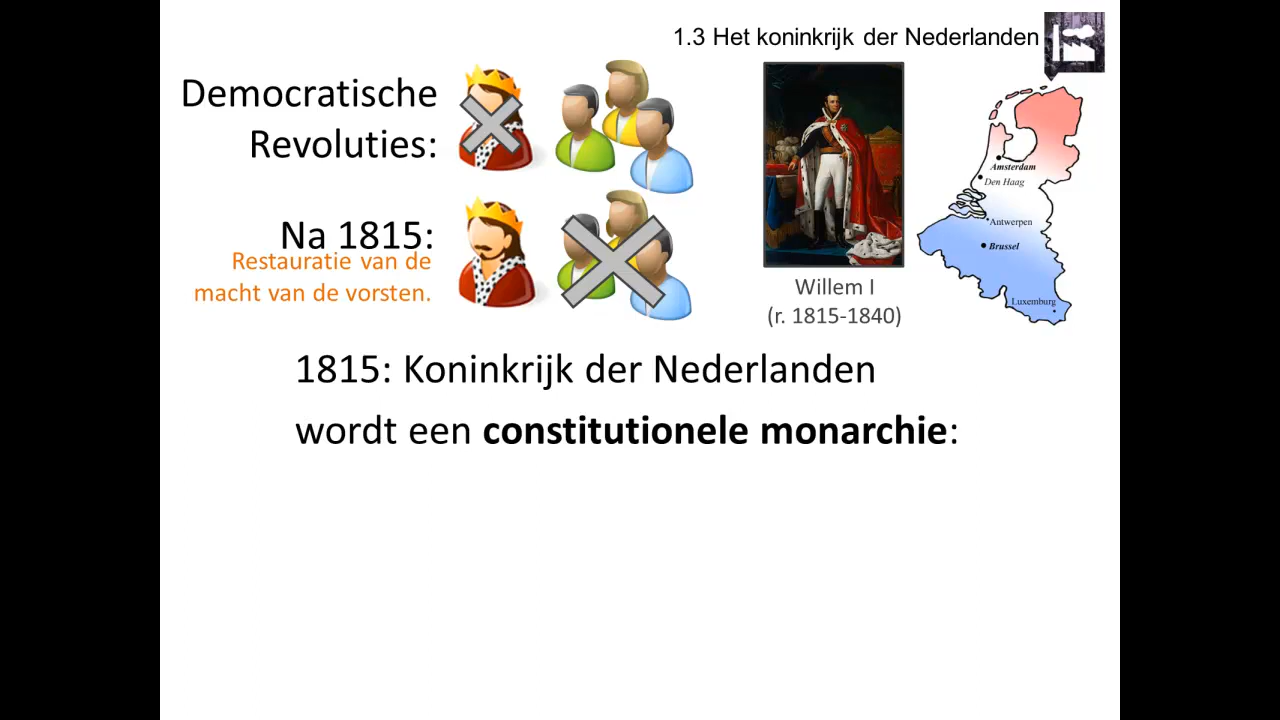 1.3 Het koninkrijk der Nederlanden
Democratische
Revoluties:
Na 1815:
Restauratie van de
macht van de vorsten.
Willem I
(r. 1815-1840)
Amsterdam
Den Haag
Antwerpen
Brussel
Luxemburg
1815: Koninkrijk der Nederlanden
wordt een constitutionele monarchie: